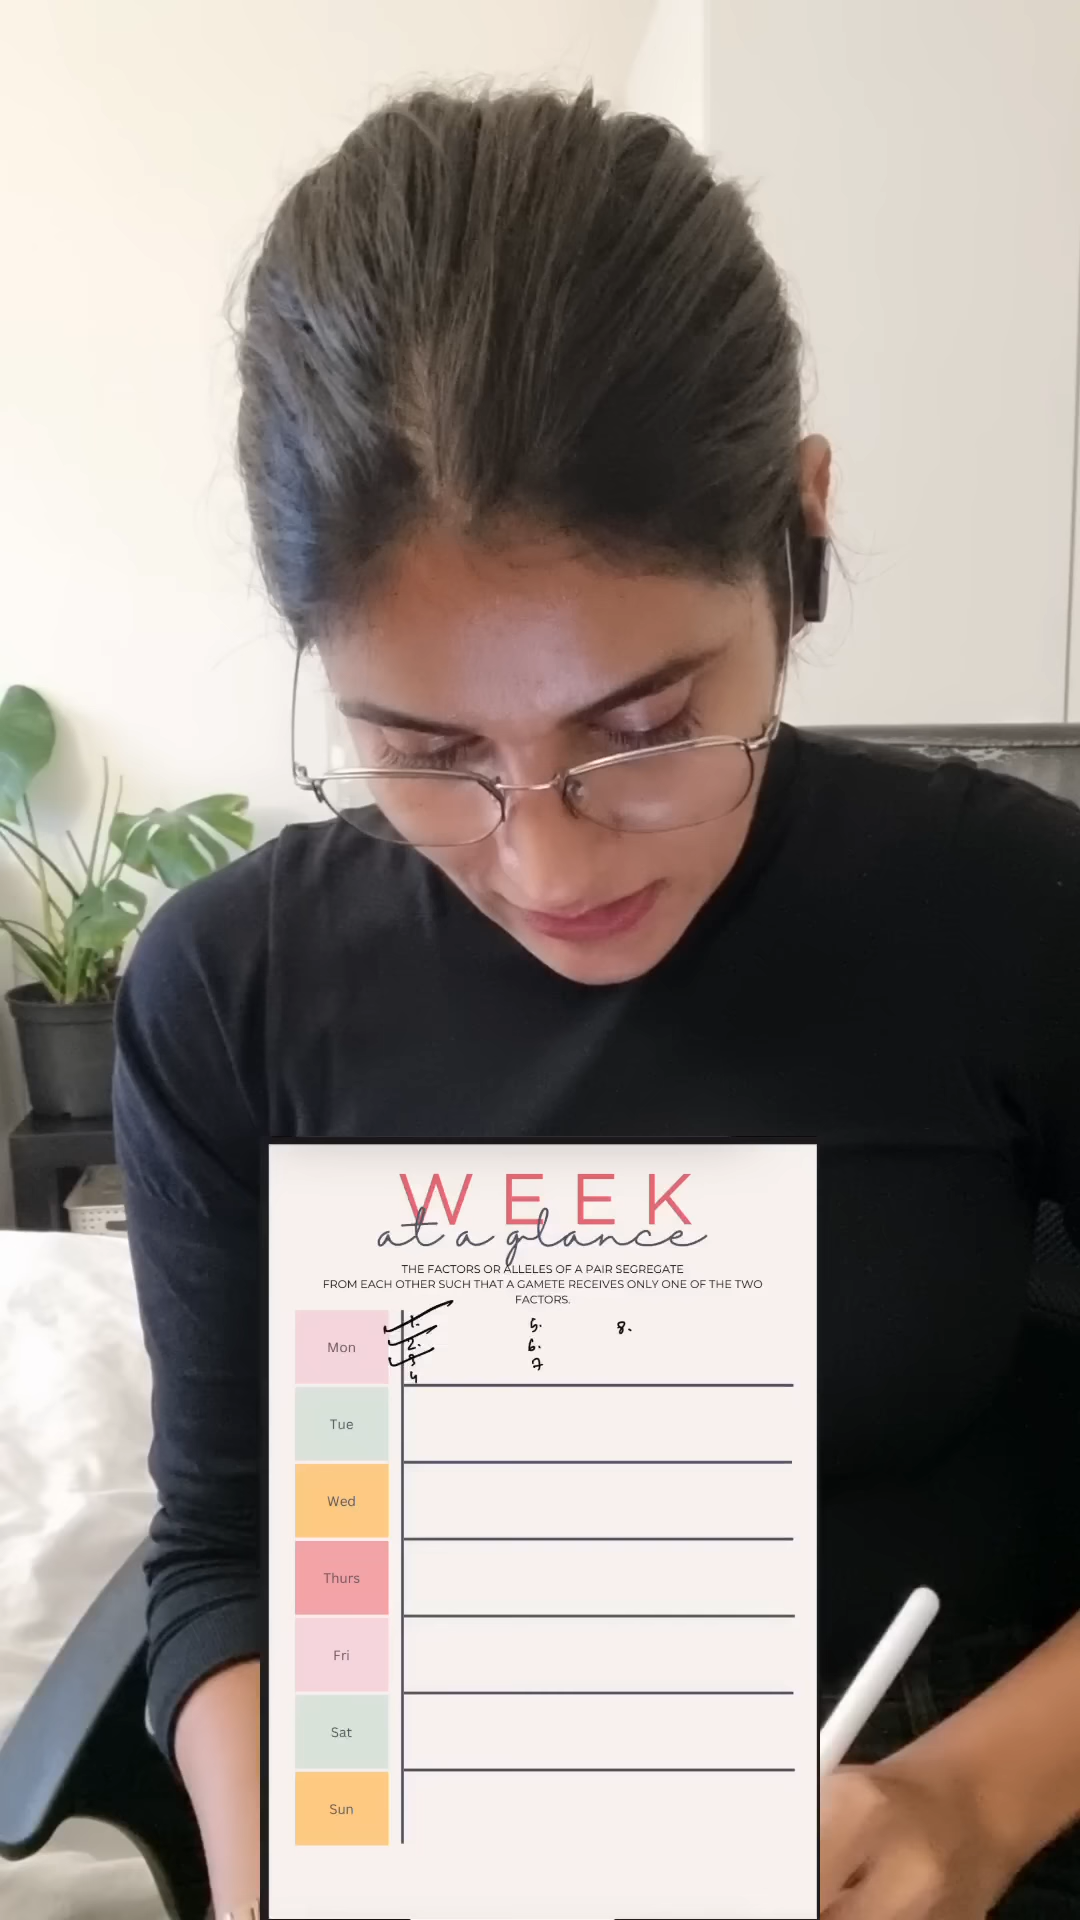 WEEK
at a glance
THE FACTORS OR ALLELES OF A PAIR SEGREGATE
FROM EACH OTHER SUCH THAT A GAMETE RECEIVES ONLY ONE OF THE TWO
FACTORS.
Mon
1. 5. 8.
2. 6.
3 7
4
Tue
Wed
Thurs
Fri
Sat
Sun